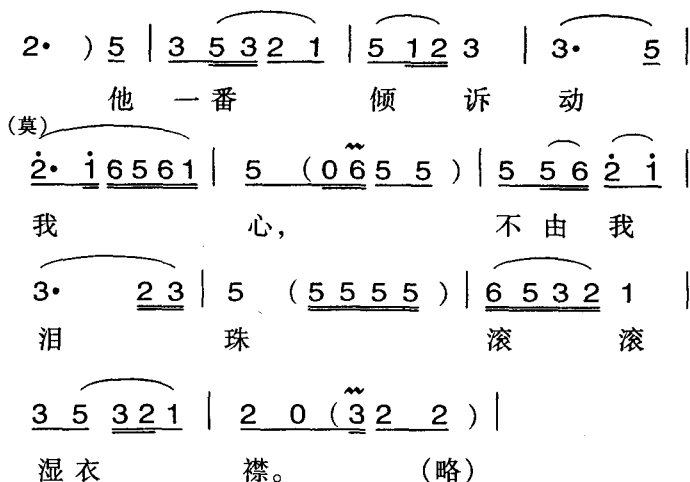 2· ) 5 | 3 5 3 2 1 | 5 1 2 3 | 3· 5 |
他 一 番 倾 诉 动
(莫)
2· i 6 5 6 1 | 5 ( 0 6 5 5 ) | 5 5 6 2 i |
我 心, 不 由 我
3· 2 3 | 5 ( 5 5 5 5 ) | 6 5 3 2 1 |
泪 珠 滚 滚
3 5 3 2 1 | 2 0 ( 3 2 2 ) |
湿 衣 襟。 (略)